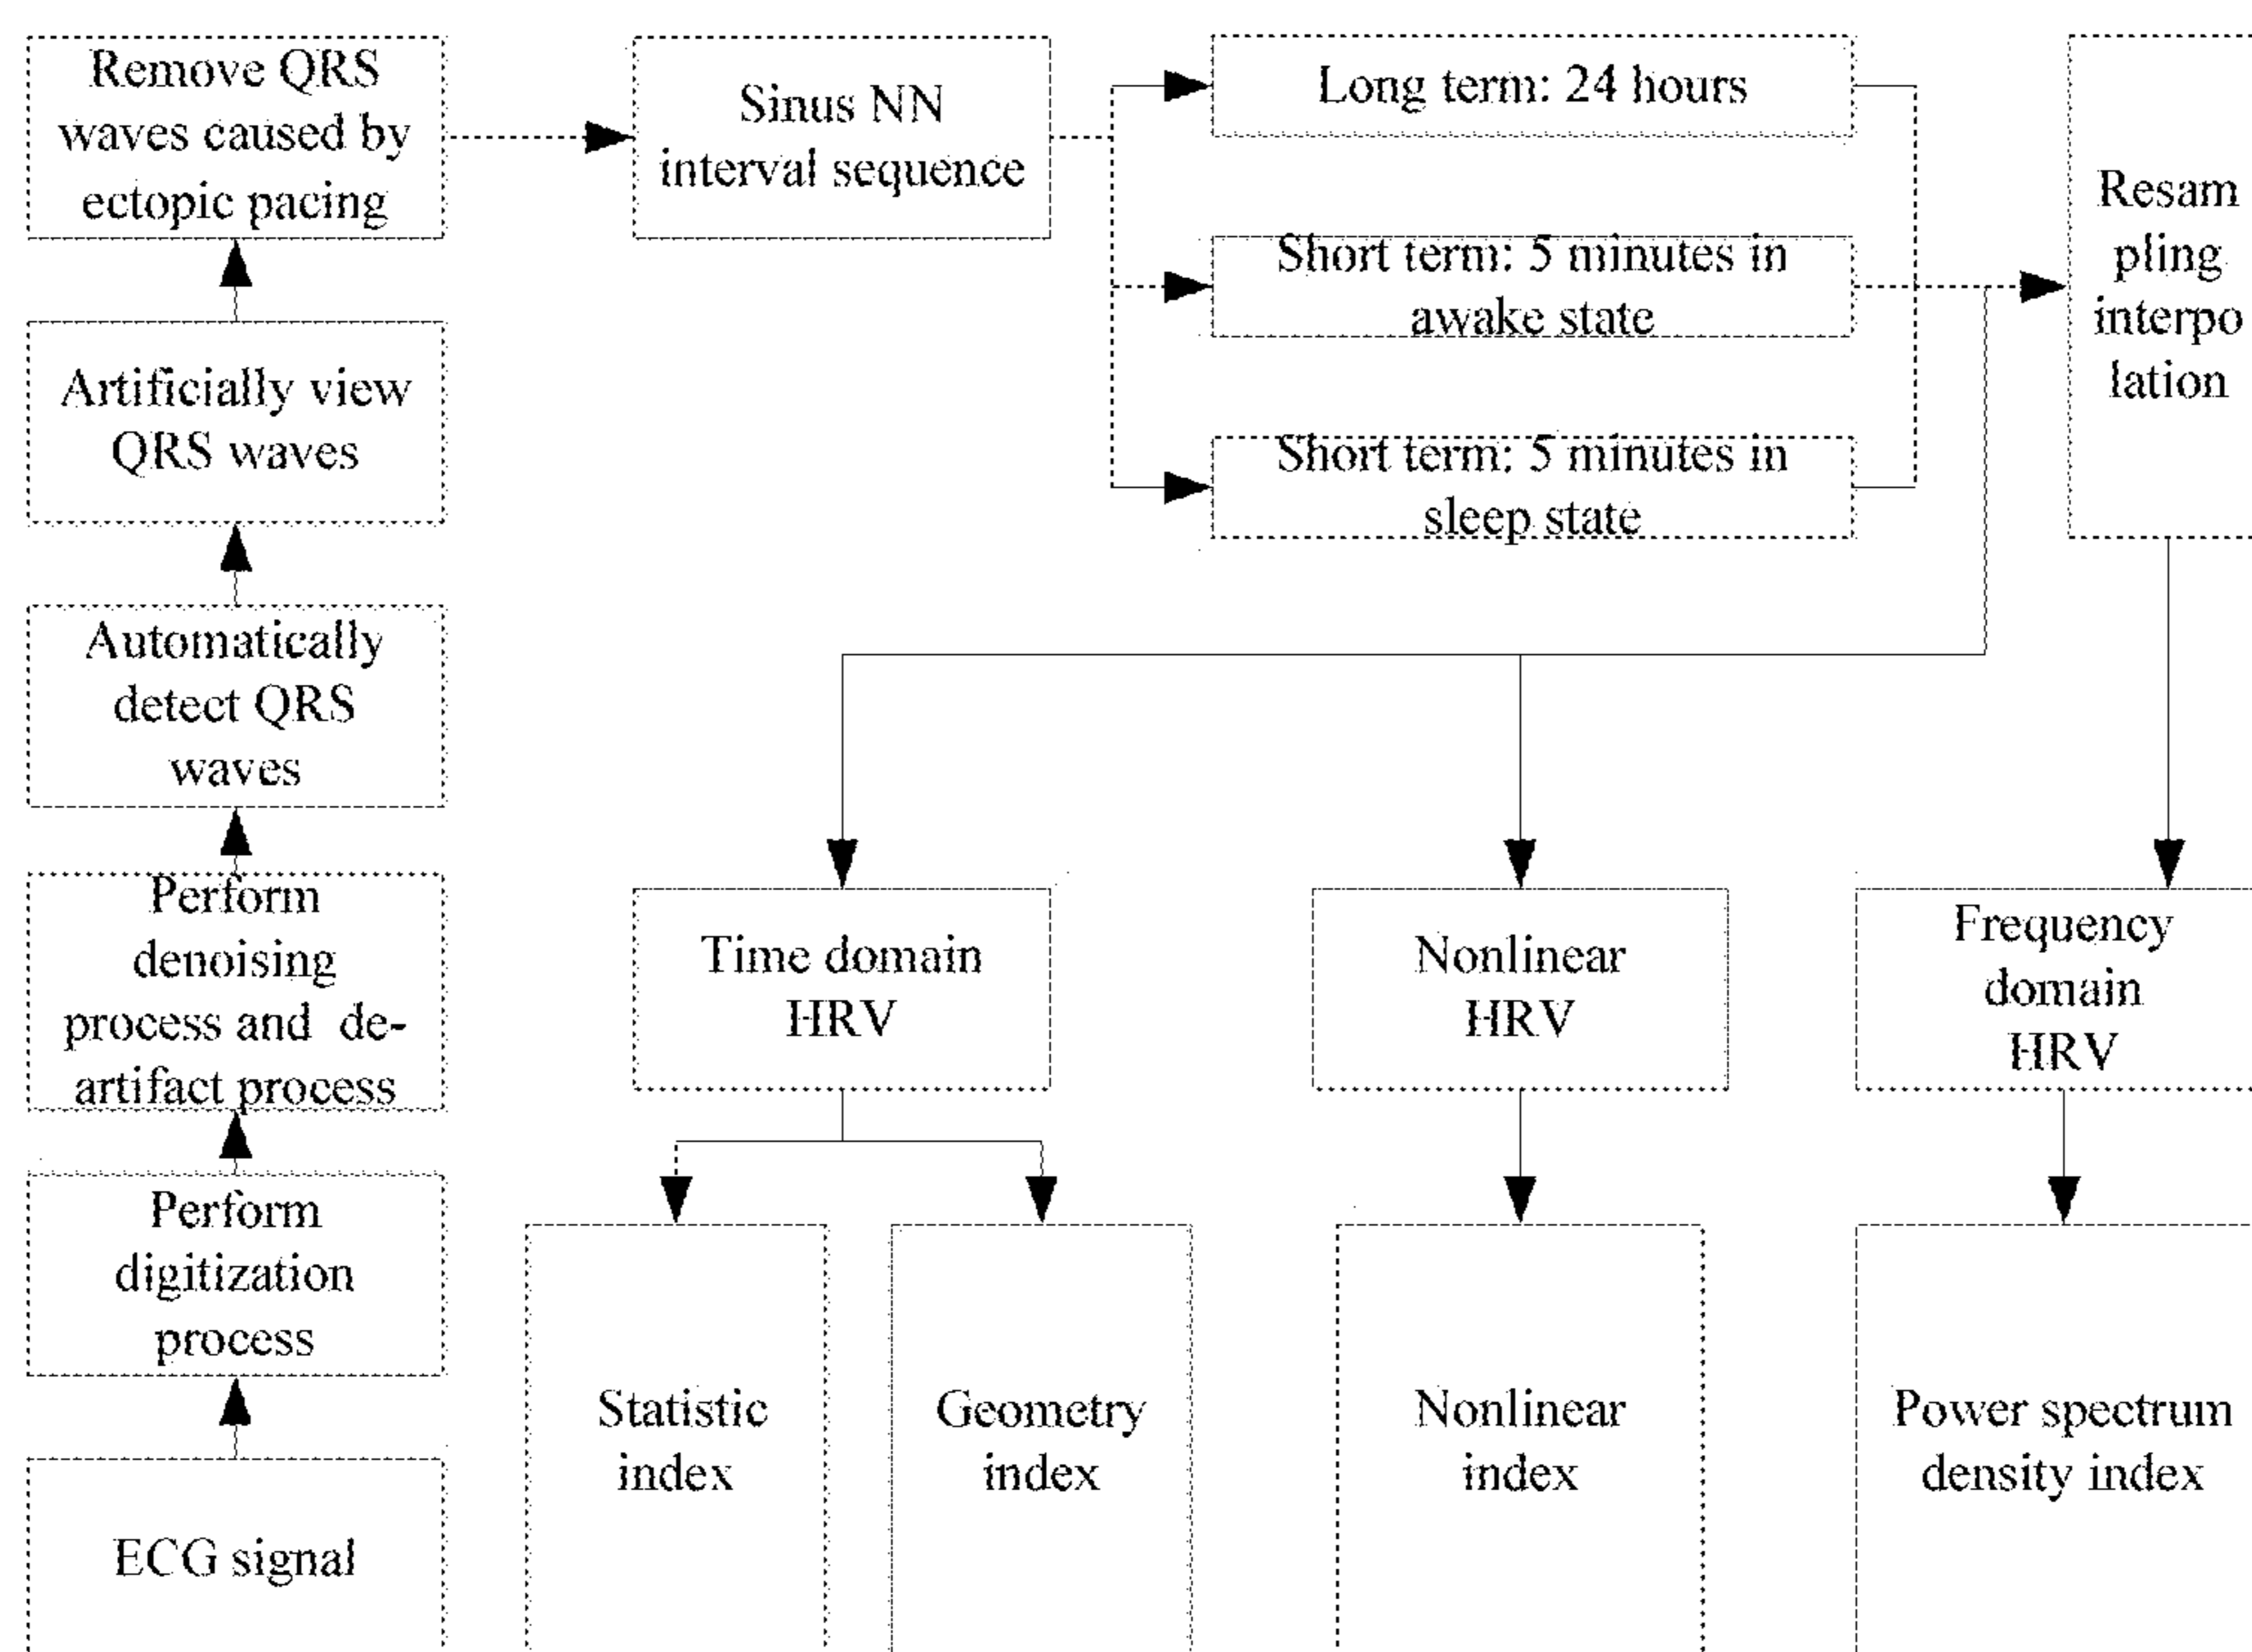 Remove QRS
waves caused by
ectopic pacing
Sinus NN
interval sequence
Long term: 24 hours
Short term: 5 minutes in
awake state
Short term: 5 minutes in
sleep state
Resam
pling
interpo
lation
Artificially view
QRS waves
Automatically
detect QRS
waves
Perform
denoising
process and de-
artifact process
Perform
digitization
process
ECG signal
Time domain
HRV
Nonlinear
HRV
Frequency
domain
HRV
Statistic
index
Geometry
index
Nonlinear
index
Power spectrum
density index